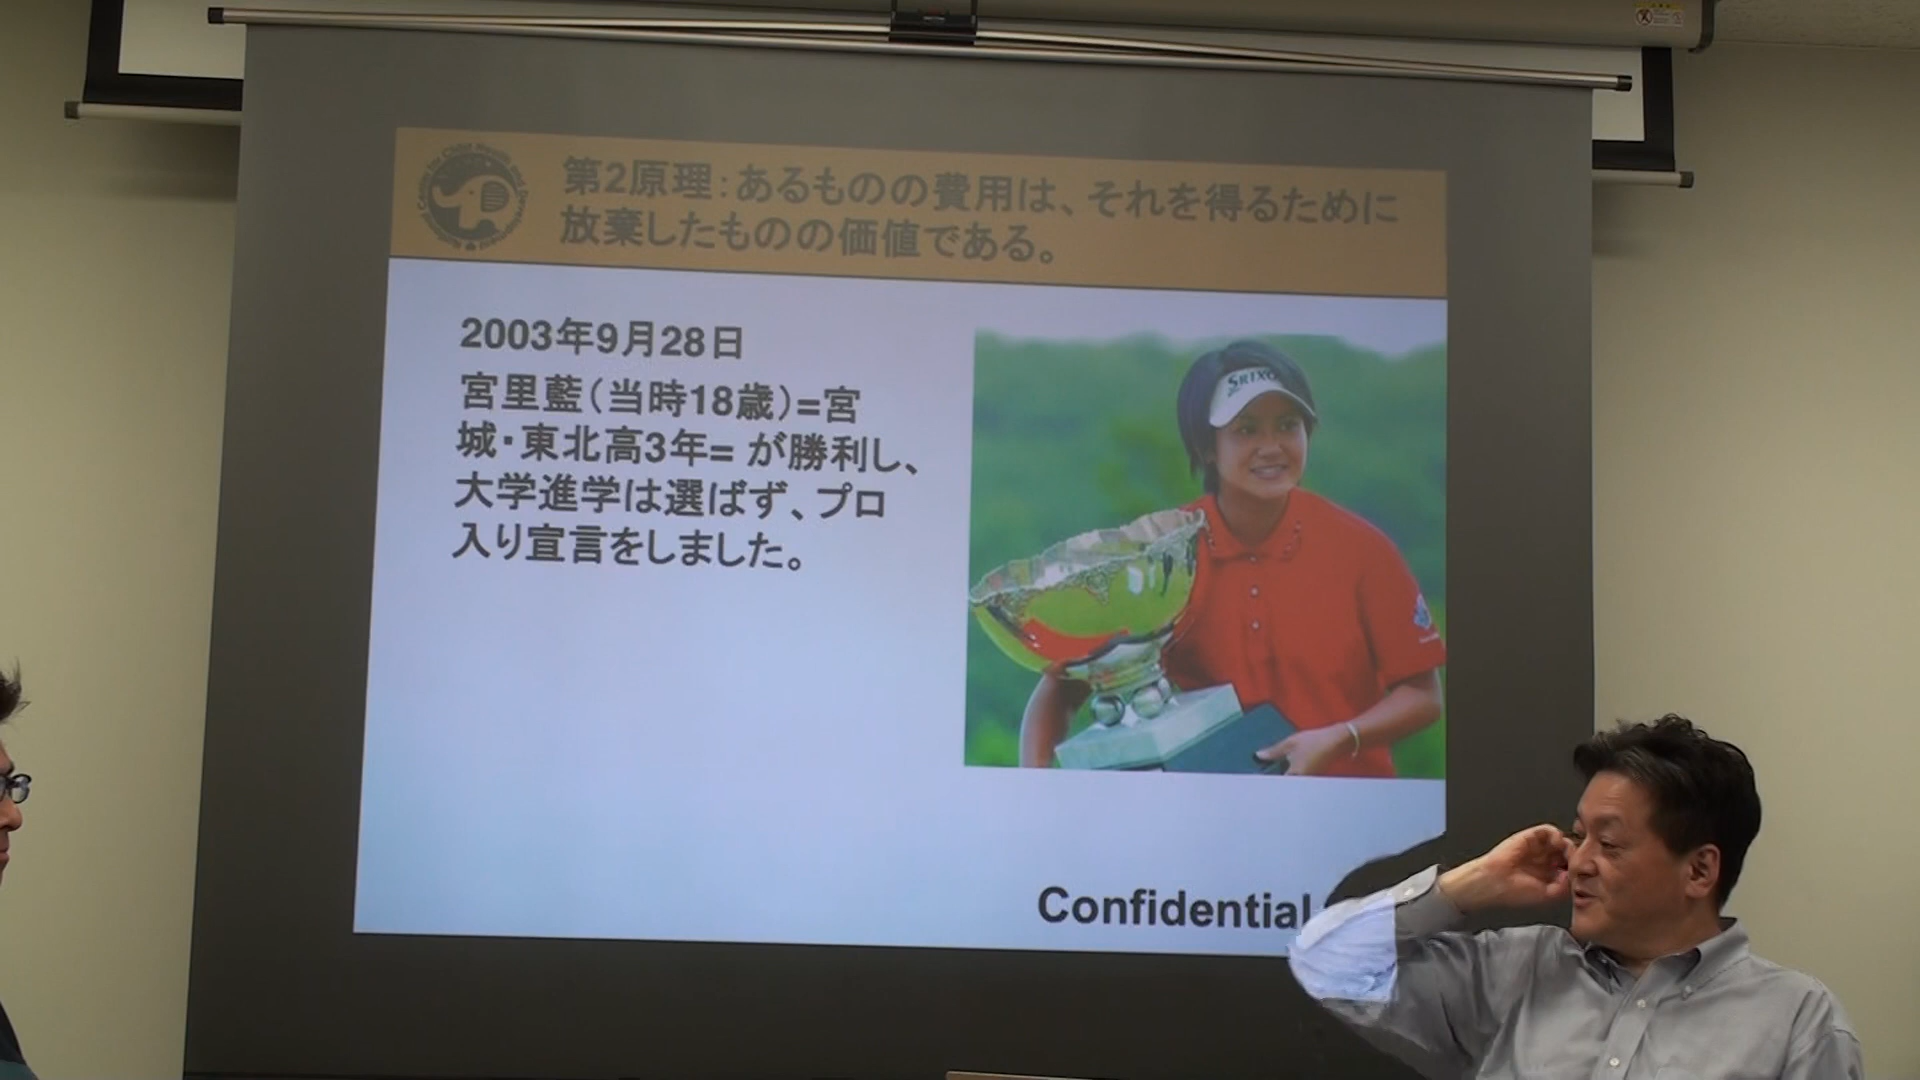 第2原理：あるものの費用は、それを得るために
放棄したものの価値である。
2003年9月28日
宮里藍（当時18歳）=宮
城・東北高3年= が勝利し、
大学進学は選ばず、プロ
入り宣言をしました。
SRIXO
Confidential